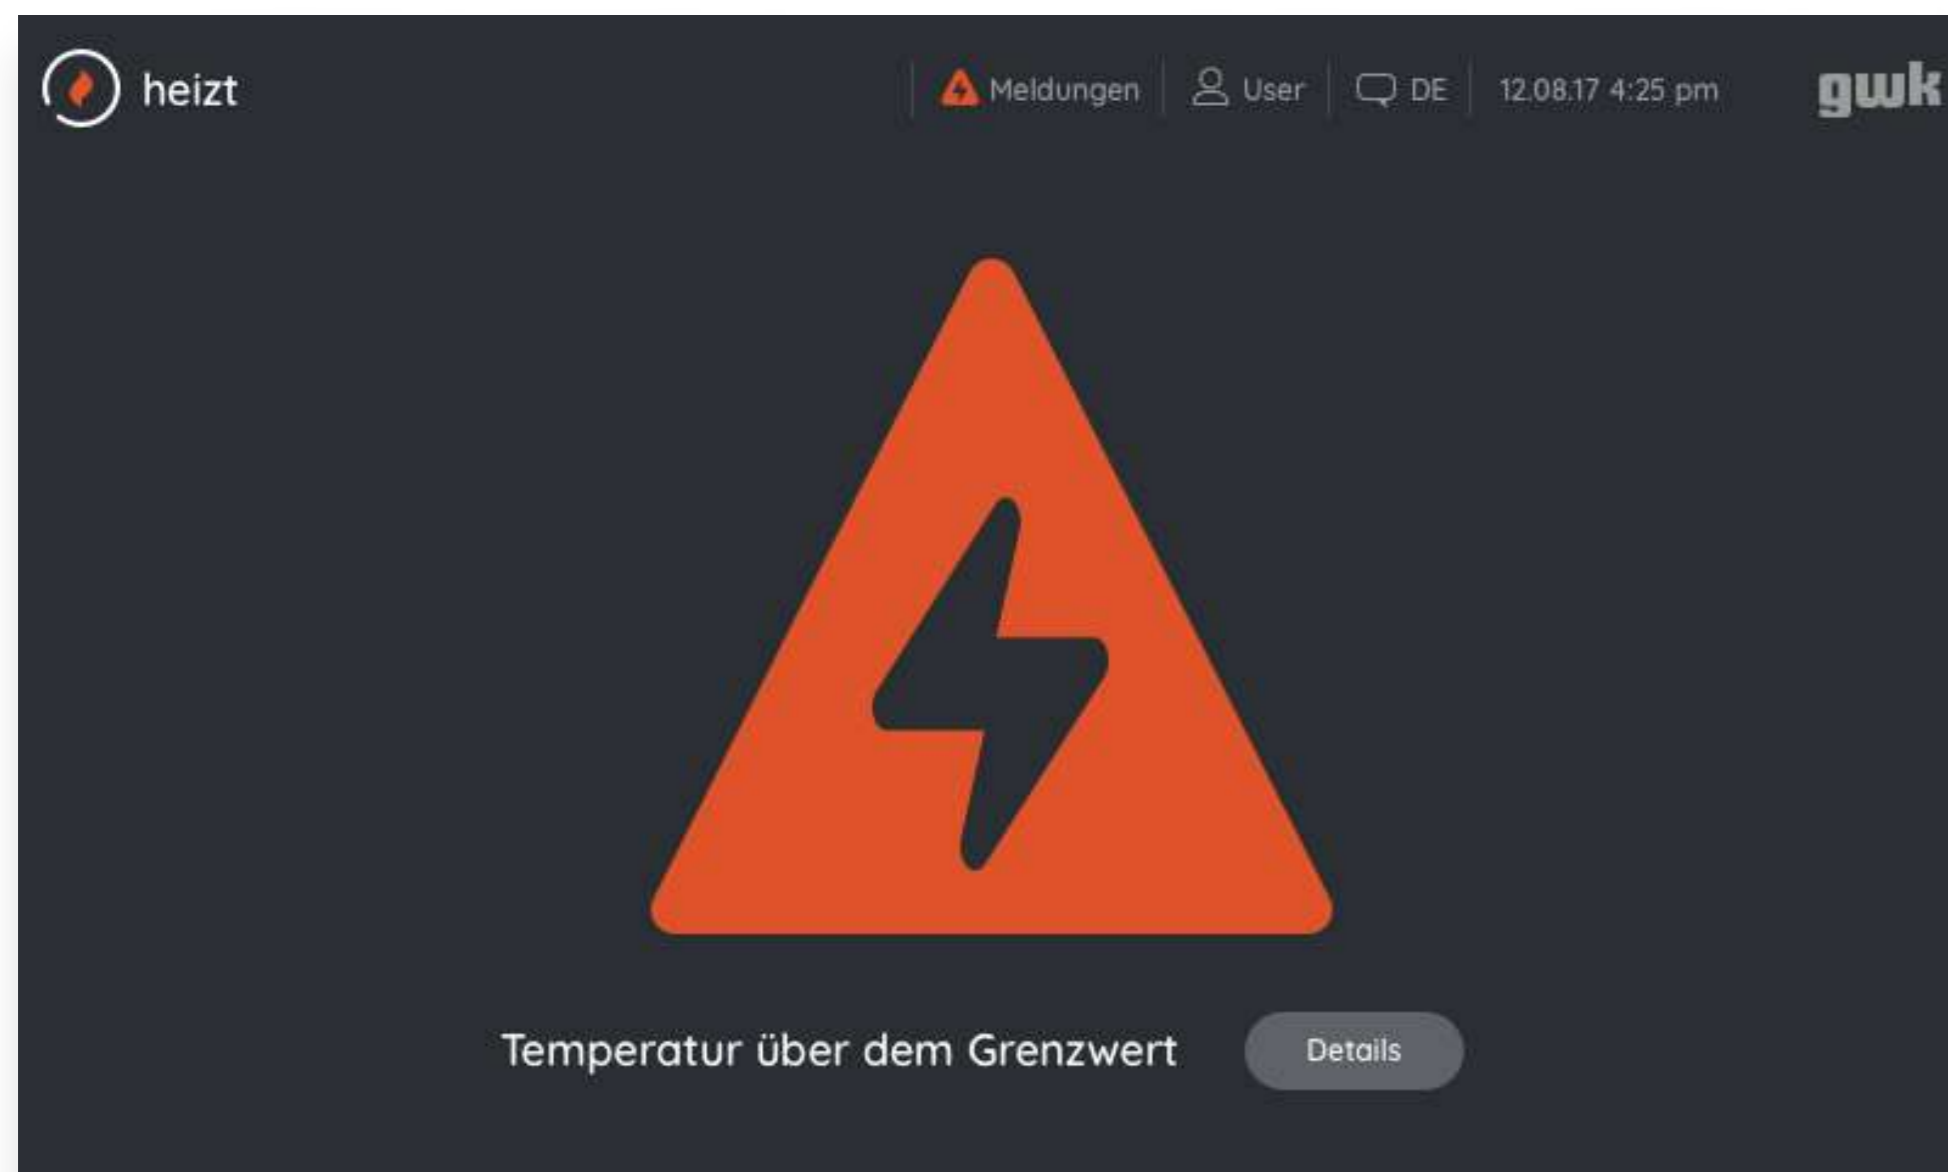 heizt Meldungen User DE 12.08.17 4:25 pm gwk
Temperatur über dem Grenzwert Details